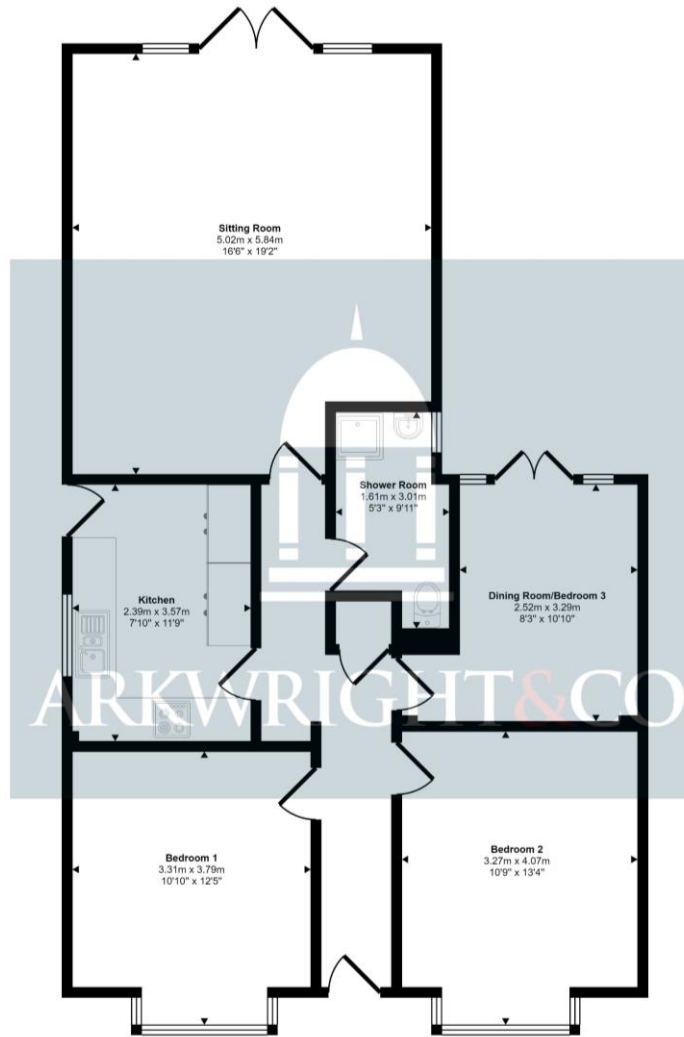 Sitting Room
5.02m x 5.84m
16'6" x 19'2"
Shower Room
1.61m x 3.01m
5'3" x 9'11"
Kitchen
2.39m x 3.57m
7'10" x 11'9"
Dining Room/Bedroom 3
2.52m x 3.29m
8'3" x 10'10"
ARKWRIGHT&CO
Bedroom 1
3.31m x 3.79m
10'10" x 12'5"
Bedroom 2
3.27m x 4.07m
10'9" x 13'4"